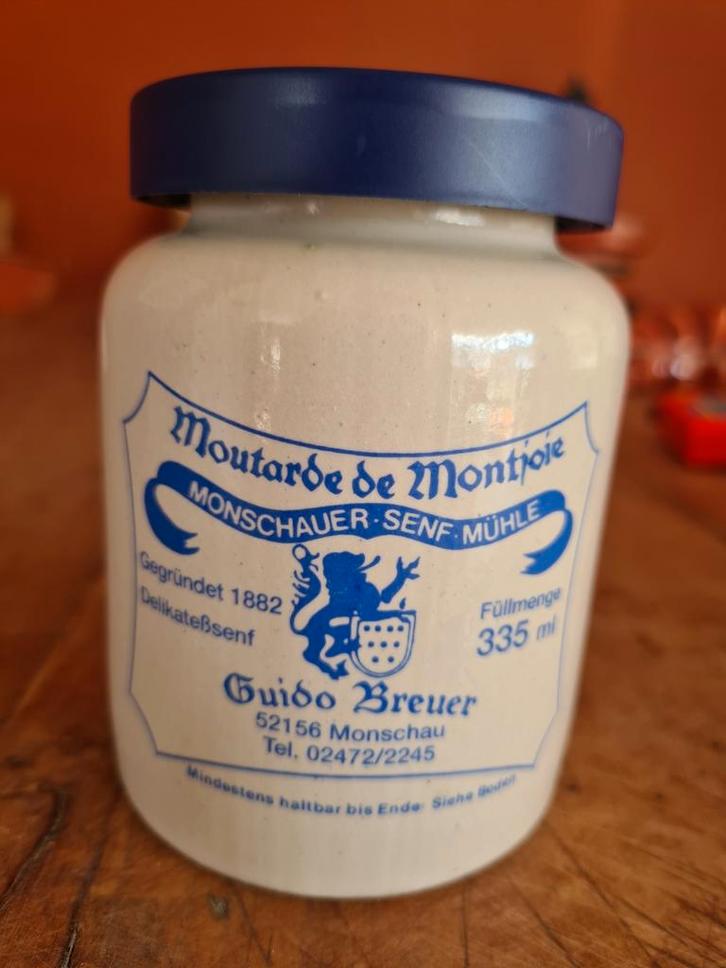 Moutarde de Montjoie
MONSCHAUER·SENF·MÜHLE
Gegründet 1882
Delikateßsenf
Füllmenge
335 ml
Guido Breuer
52156 Monschau
Tel. 02472/2245
Mindestens haltbar bis Ende: Siehe Boden